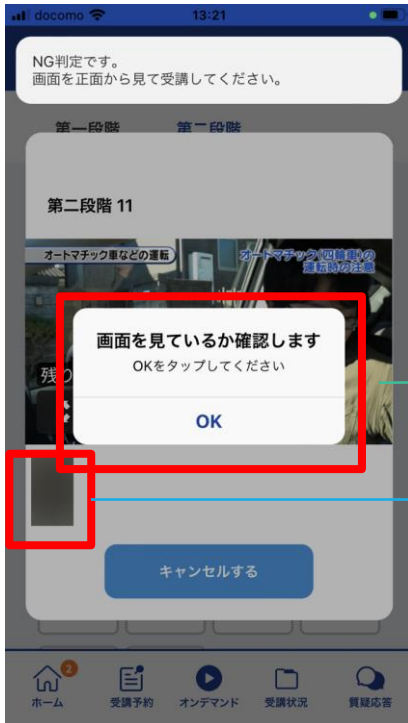 docomo 13:21
NG判定です。
画面を正面から見て受講してください。
第一段階 第二段階
第二段階 11
オートマチック車などの運転
オートマチック(四輪車)の
運転時の注意
画面を見ているか確認します
OKをタップしてください
残り
OK
キャンセルする
2
ホーム 受講予約 オンデマンド 受講状況 質疑応答